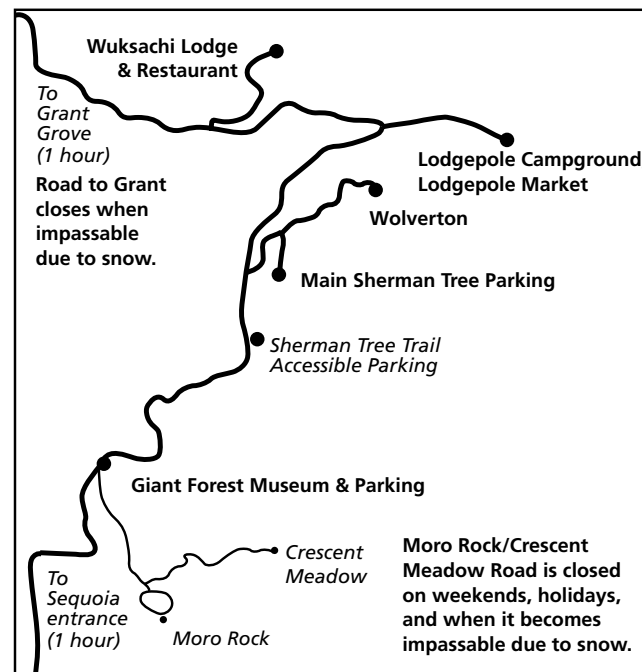 Wuksachi Lodge
& Restaurant
To
Grant
Grove
(1 hour)
Road to Grant
closes when
impassable
due to snow.
Lodgepole Campground
Lodgepole Market
Wolverton
Main Sherman Tree Parking
Sherman Tree Trail
Accessible Parking
Giant Forest Museum & Parking
Crescent
Meadow
Moro Rock/Crescent
Meadow Road is closed
on weekends, holidays,
and when it becomes
impassable due to snow.
To
Sequoia
entrance
(1 hour)
Moro Rock